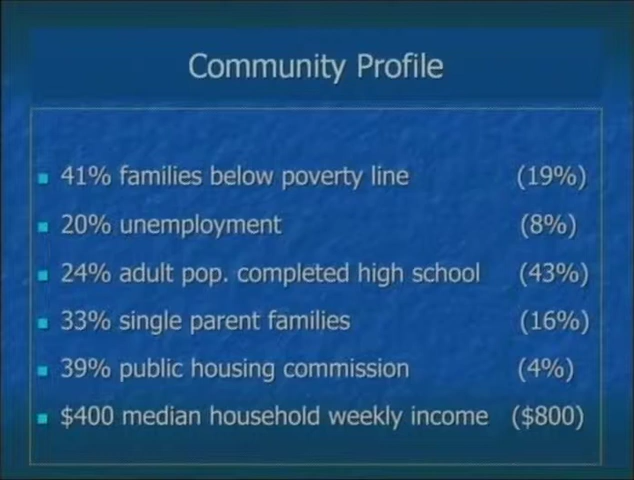 Community Profile
41% families below poverty line (19%)
20% unemployment (8%)
24% adult pop. completed high school (43%)
33% single parent families (16%)
39% public housing commission (4%)
$400 median household weekly income ($800)